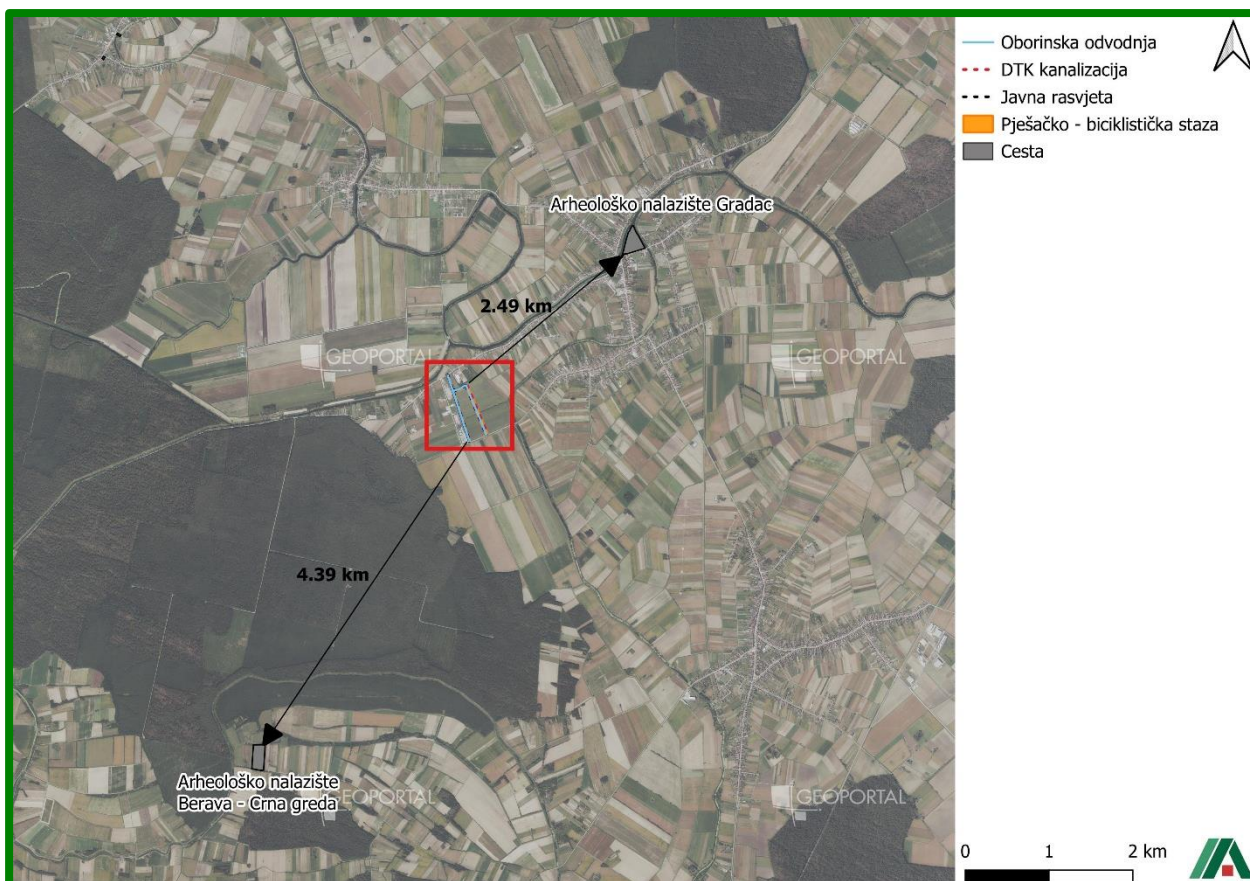 Oborinska odvodnja
DTK kanalizacija
Javna rasvjeta
Pješačko - biciklistička staza
Cesta
Arheološko nalazište Gradac
2.49 km
GEOPORTAL
GEOPORTAL
4.39 km
Arheološko nalazište
Berava - Crna greda
GEOPORTAL
GEOPORTAL
0 1 2 km